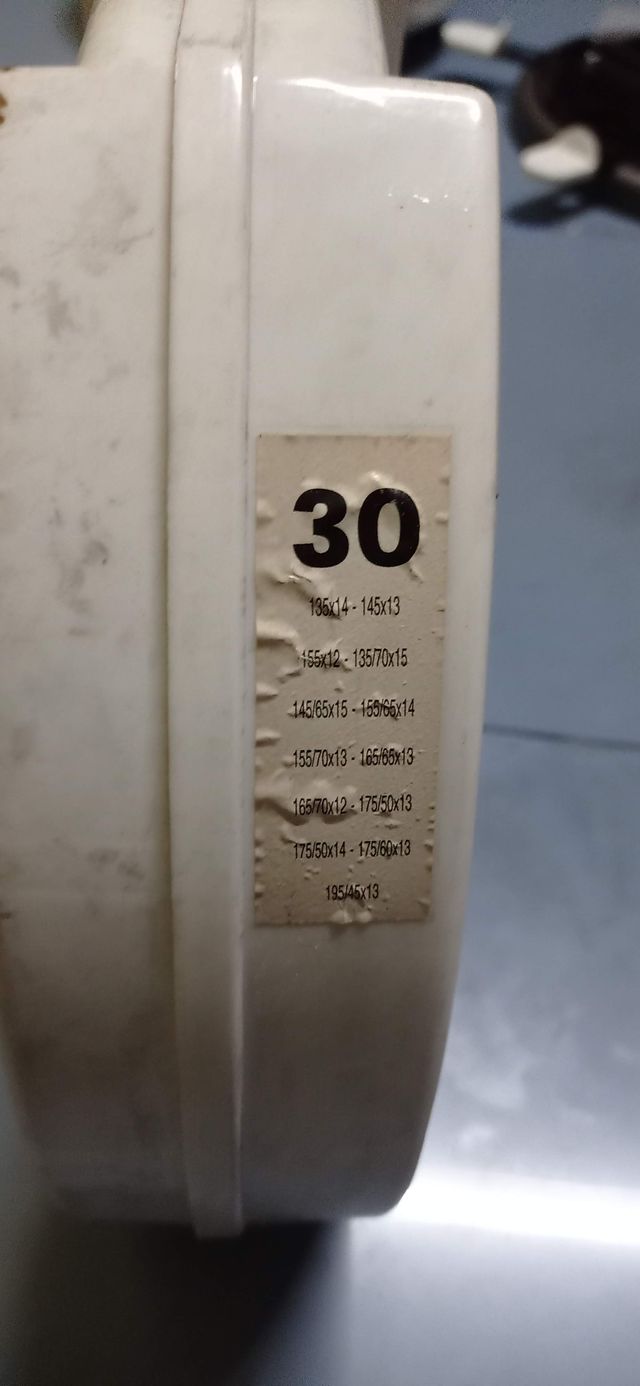 30
135x14 - 145x13
155x12 - 135/70x15
145/65x15 - 155/65x14
155/70x13 - 165/65x13
165/70x12 - 175/50x13
175/50x14 - 175/60x13
195/45x13